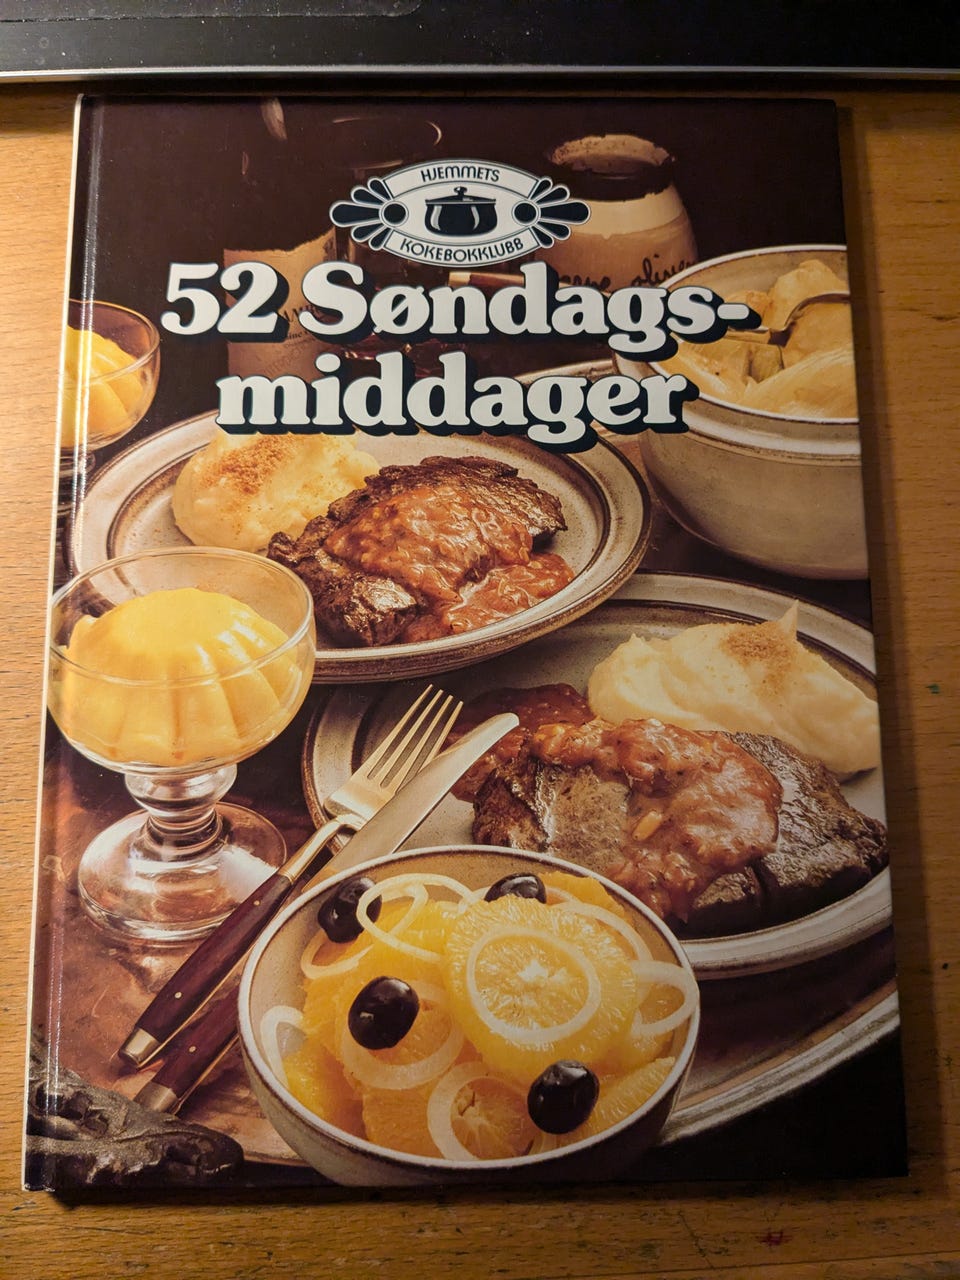 HJEMMETS
KOKEBOKKLUBB
52 Søndags-
middager